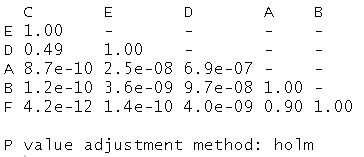 C E D A B
E 1.00 - - - -
D 0.49 1.00 - - -
A 8.7e-10 2.5e-08 6.9e-07 - -
B 1.2e-10 3.6e-09 9.7e-08 1.00 -
F 4.2e-12 1.4e-10 4.0e-09 0.90 1.00
P value adjustment method: holm